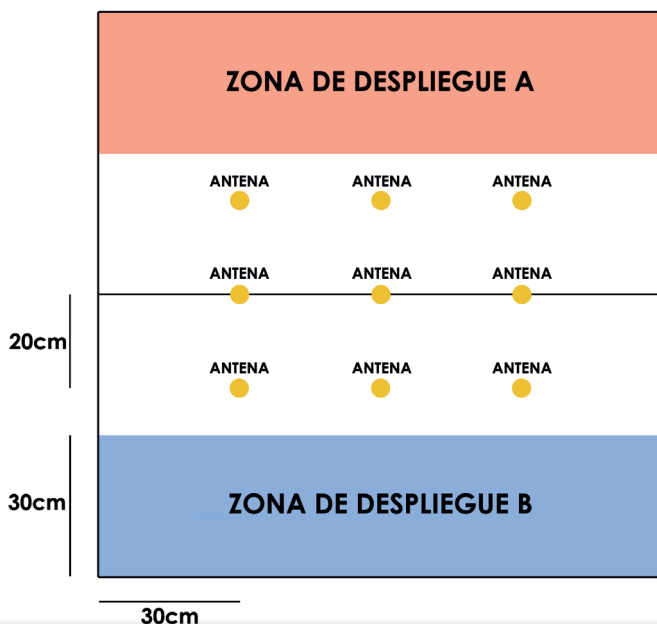 ZONA DE DESPLIEGUE A
ANTENA ANTENA ANTENA
ANTENA ANTENA ANTENA
20cm
ANTENA ANTENA ANTENA
30cm
ZONA DE DESPLIEGUE B
30cm